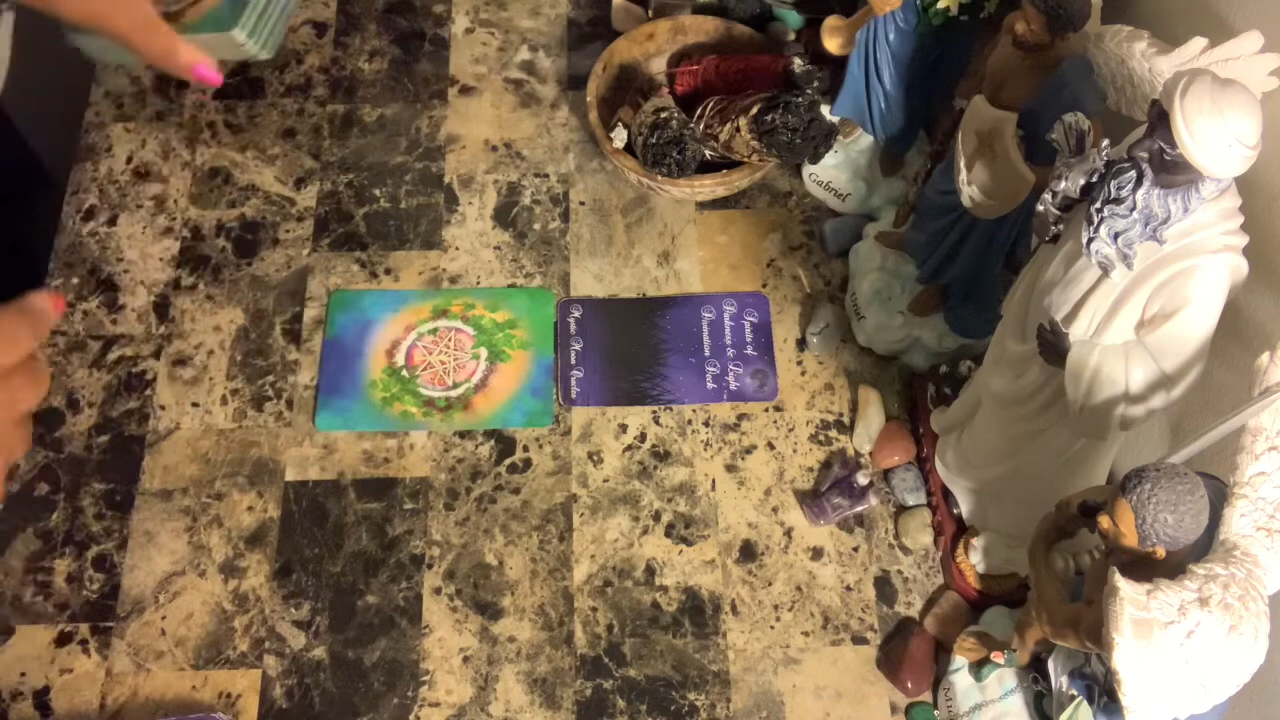 Spirits of
Darkness & Light
Divination Deck
Mystic Moon Oracles
Gabriel
Uriel